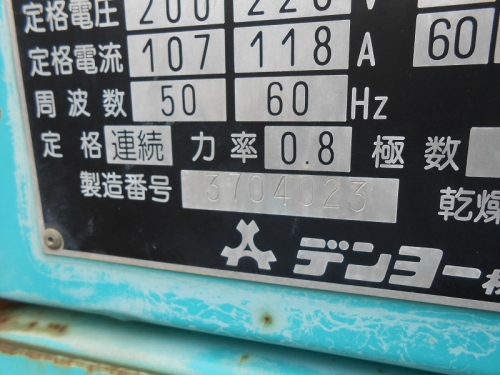 定格電圧 200 220 V
定格電流 107 118 A 60
周波数 50 60 Hz
定格 連続 力率 0.8 極数
製造番号 3704023 乾燥
デンヨー株